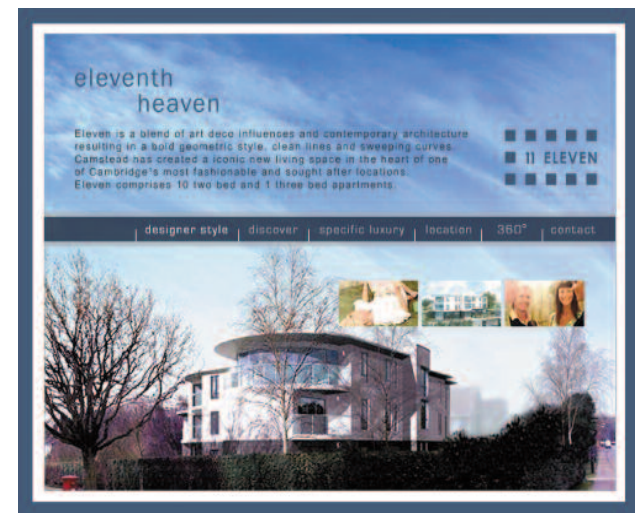 eleventh
heaven
Eleven is a blend of art deco influences and contemporary architecture
resulting in a bold geometric style, clean lines and sweeping curves.
Camstead has created a iconic new living space in the heart of one
of Cambridge's most fashionable and sought after locations.
Eleven comprises 10 two bed and 1 three bed apartments.
11 ELEVEN
designer style discover specific luxury location 360° contact